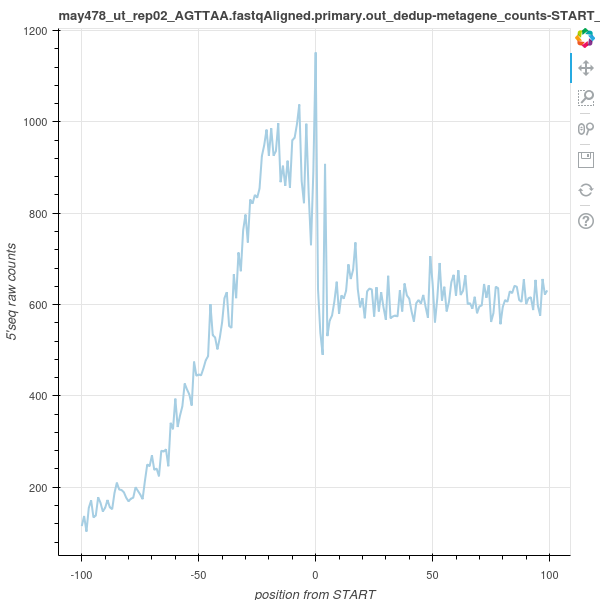 may478_ut_rep02_AGTTAA.fastqAligned.primary.out_dedup-metagene_counts-START_
1200
1000
800
600
400
200
5'seq raw counts
-100 -50 0 50 100
position from START